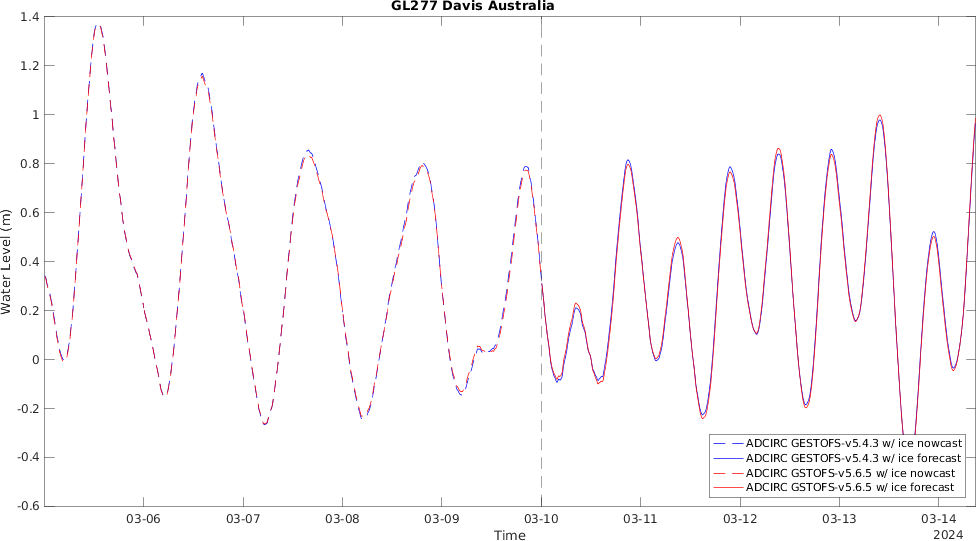 GL277 Davis Australia
1.4
1.2
1
0.8
0.6
0.4
0.2
0
-0.2
-0.4
-0.6
Water Level (m)
ADCIRC GESTOFS-v5.4.3 w/ ice nowcast
ADCIRC GESTOFS-v5.4.3 w/ ice forecast
ADCIRC GSTOFS-v5.6.5 w/ ice nowcast
ADCIRC GSTOFS-v5.6.5 w/ ice forecast
03-06 03-07 03-08 03-09 03-10 03-11 03-12 03-13 03-14
Time
2024